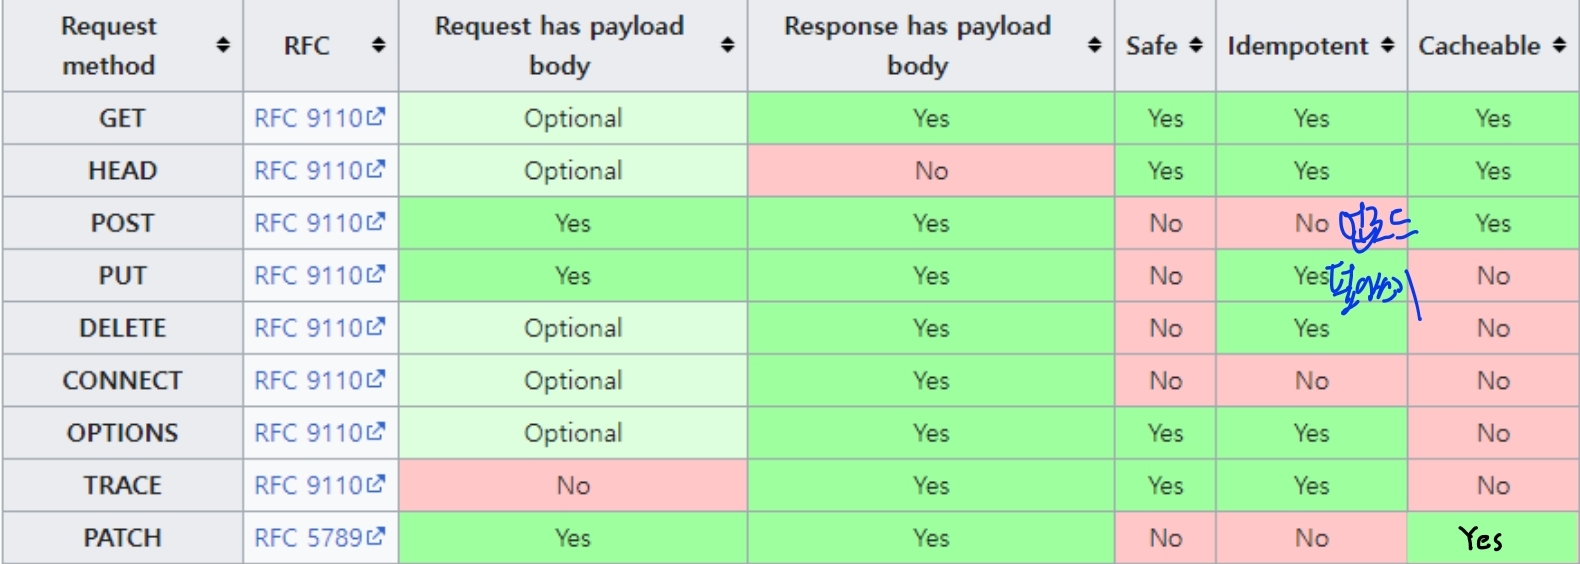 Request method RFC Request has payload body Response has payload body Safe Idempotent Cacheable
GET RFC 9110 Optional Yes Yes Yes Yes
HEAD RFC 9110 Optional No Yes Yes Yes
POST RFC 9110 Yes Yes No No Yes
PUT RFC 9110 Yes Yes No Yes 덮어쓰기 No
DELETE RFC 9110 Optional Yes No Yes No
CONNECT RFC 9110 Optional Yes No No No
OPTIONS RFC 9110 Optional Yes Yes Yes No
TRACE RFC 9110 No Yes Yes Yes No
PATCH RFC 5789 Yes Yes No No Yes